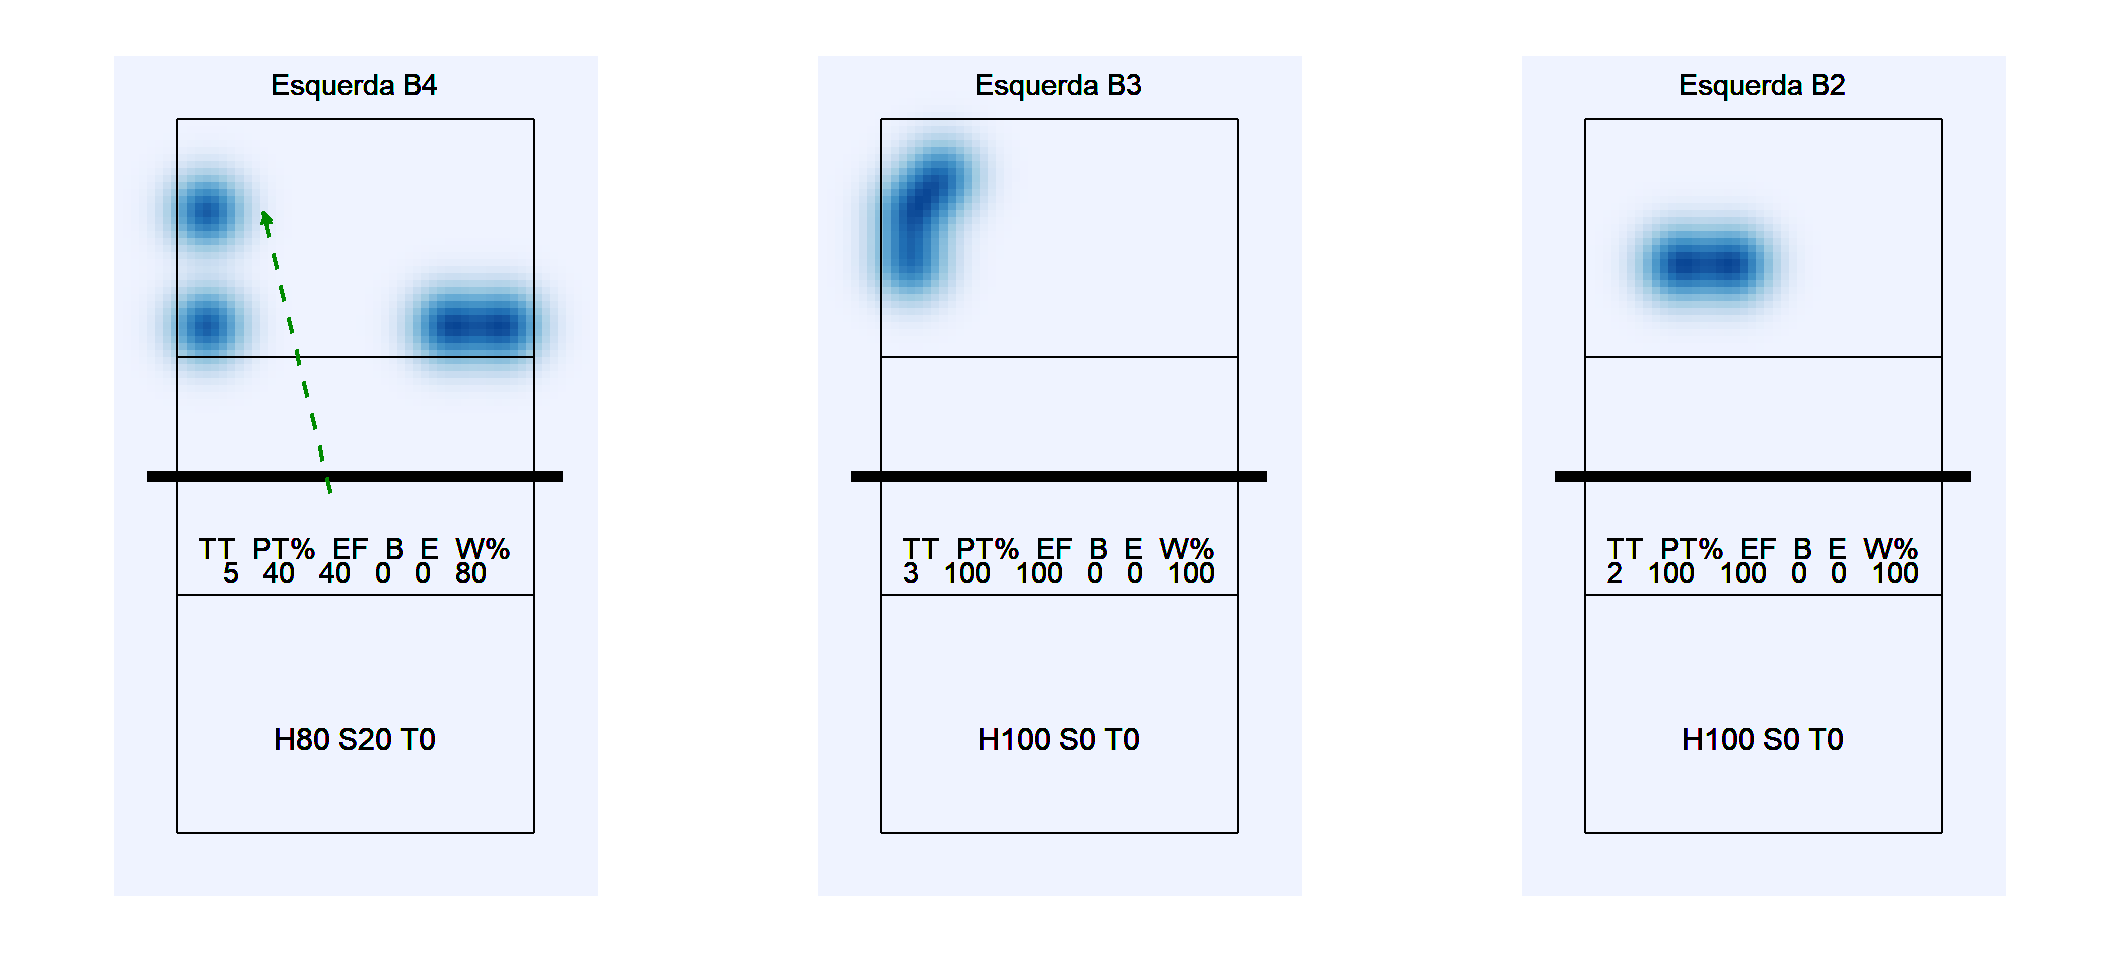 Esquerda B4
TT PT% EF B E W%
5 40 40 0 0 80
H80 S20 T0
Esquerda B3
TT PT% EF B E W%
3 100 100 0 0 100
H100 S0 T0
Esquerda B2
TT PT% EF B E W%
2 100 100 0 0 100
H100 S0 T0